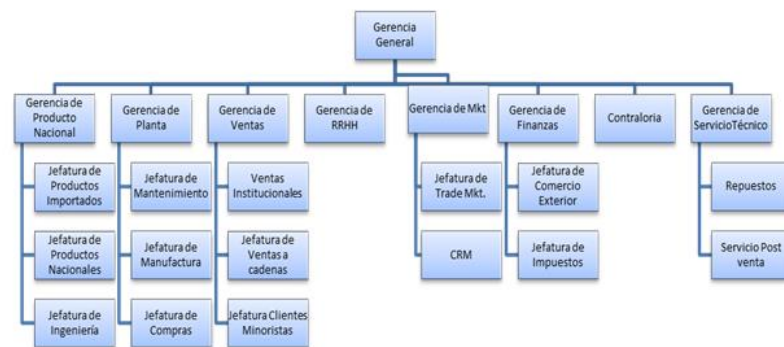 Gerencia
General
Gerencia de
Producto
Nacional
Gerencia de
Planta
Gerencia de
Ventas
Gerencia de
RRHH
Gerencia de Mkt
Gerencia de
Finanzas
Contraloria
Gerencia de
Servicio Técnico
Jefatura de
Productos
Importados
Jefatura de
Mantenimiento
Ventas
Institucionales
Jefatura de
Trade Mkt.
Jefatura de
Comercio
Exterior
Repuestos
Jefatura de
Productos
Nacionales
Jefatura de
Manufactura
Jefatura de
Ventas a
cadenas
CRM
Jefatura de
Impuestos
Servicio Post
venta
Jefatura de
Ingeniería
Jefatura de
Compras
Jefatura Clientes
Minoristas